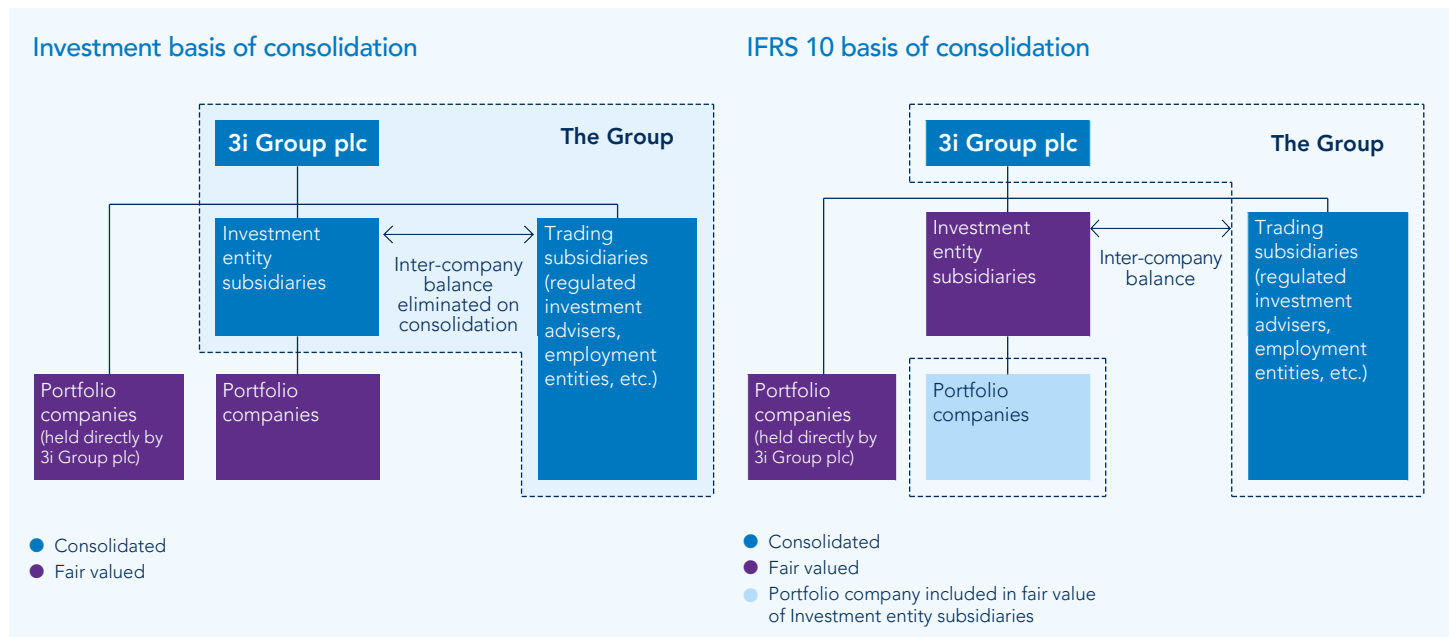 Investment basis of consolidation
3i Group plc
The Group
Investment
entity
subsidiaries
Inter-company
balance
eliminated on
consolidation
Trading
subsidiaries
(regulated
investment
advisers,
employment
entities, etc.)
Portfolio
companies
(held directly by
3i Group plc)
Portfolio
companies
Consolidated
Fair valued
IFRS 10 basis of consolidation
3i Group plc
The Group
Investment
entity
subsidiaries
Inter-company
balance
Trading
subsidiaries
(regulated
investment
advisers,
employment
entities, etc.)
Portfolio
companies
(held directly by
3i Group plc)
Portfolio
companies
Consolidated
Fair valued
Portfolio company included in fair value
of Investment entity subsidiaries